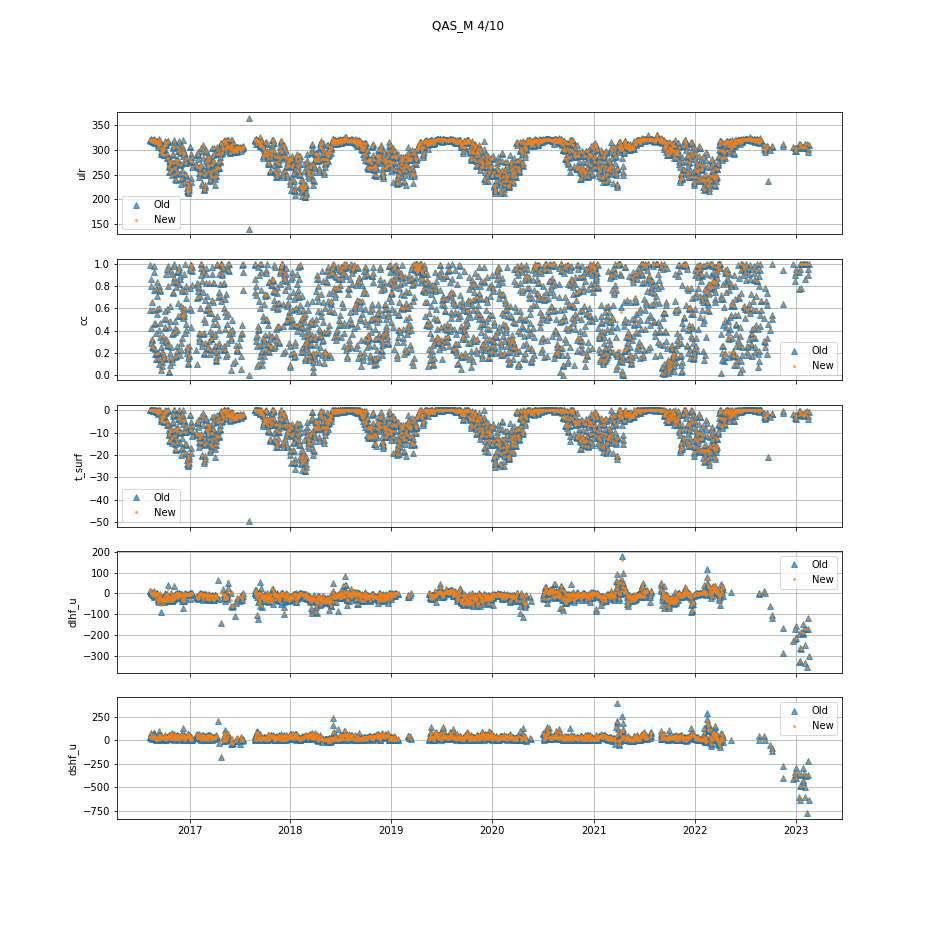 QAS_M 4/10
350
300
250
200
150
ulr
Old
New
1.0
0.8
0.6
0.4
0.2
0.0
cc
Old
New
0
−10
−20
−30
−40
−50
t_surf
Old
New
200
100
0
−100
−200
−300
dlhf_u
Old
New
250
0
−250
−500
−750
dshf_u
Old
New
2017 2018 2019 2020 2021 2022 2023